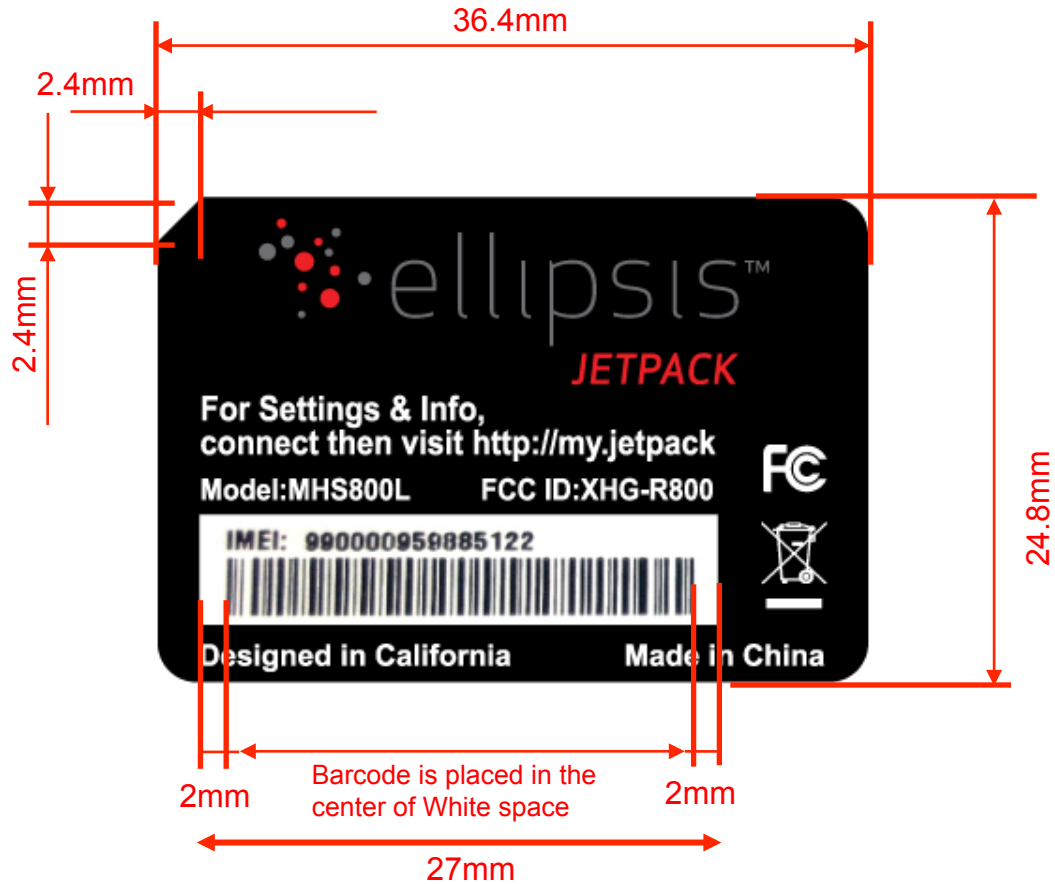 36.4mm
2.4mm
2.4mm
ellipsis™
JETPACK
For Settings & Info,
connect then visit http://my.jetpack
Model:MHS800L FCC ID:XHG-R800
FC
IMEI: 990000959885122
Designed in California Made in China
24.8mm
2mm
Barcode is placed in the
center of White space
2mm
27mm